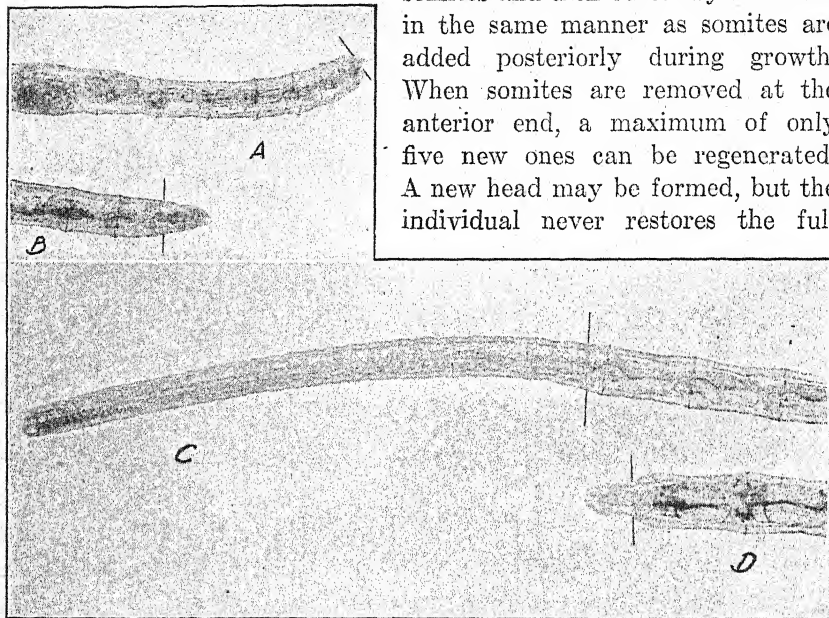 in the same manner as somites are
added posteriorly during growth
When somites are removed at the
anterior end, a maximum of only
five new ones can be regenerated
A new head may be formed, but the
individual never restores the ful
A
B
C
D